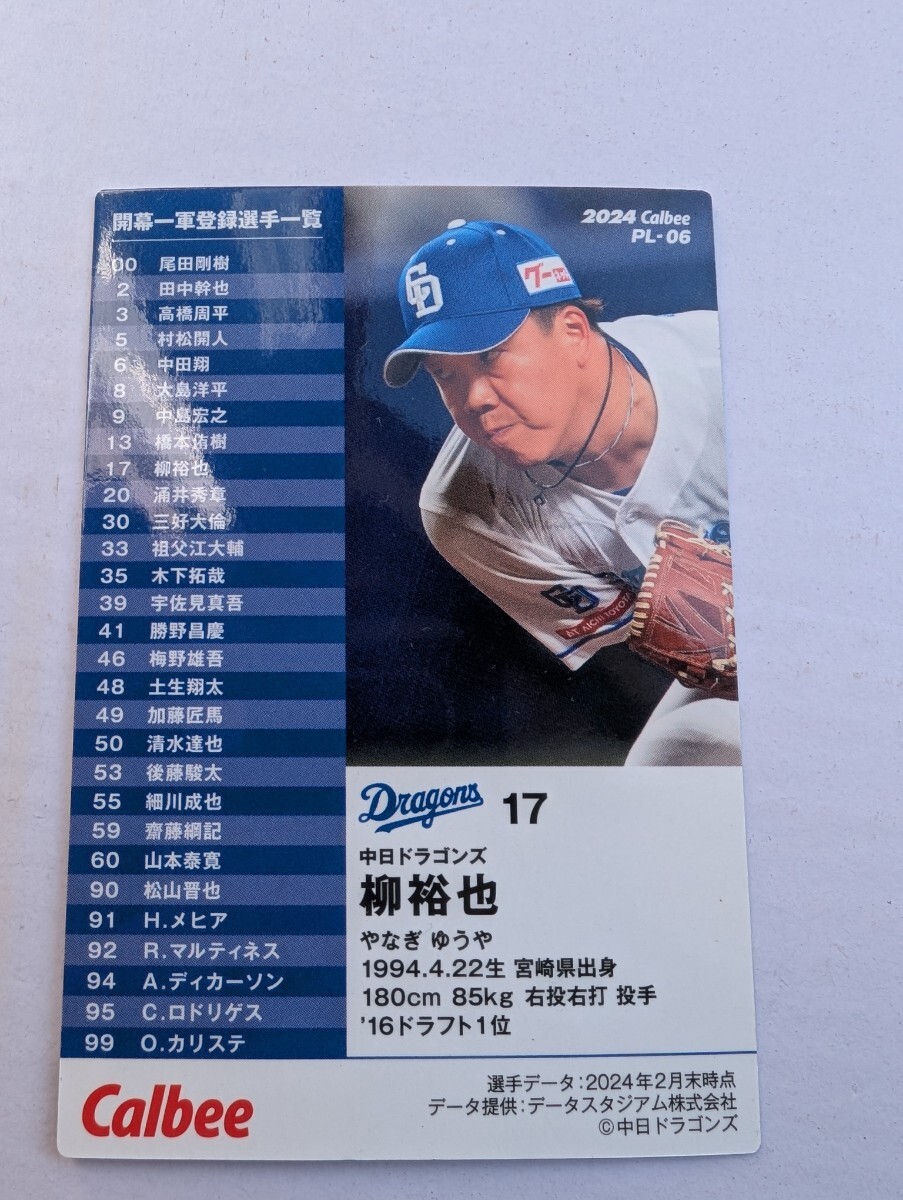 開幕一軍登録選手一覧
00 尾田剛樹
2 田中幹也
3 高橋周平
5 村松開人
6 中田翔
8 大島洋平
9 中島宏之
13 橋本侑樹
17 柳裕也
20 涌井秀章
30 三好大倫
33 祖父江大輔
35 木下拓哉
39 宇佐見真吾
41 勝野昌慶
46 梅野雄吾
48 土生翔太
49 加藤匠馬
50 清水達也
53 後藤駿太
55 細川成也
59 齋藤綱記
60 山本泰寛
90 松山晋也
91 H.メヒア
92 R.マルティネス
94 A.ディカーソン
95 C.ロドリゲス
99 O.カリステ
2024 Calbee
PL-06
CD
グー
BY AICHI TOYOTA
Dragons 17
中日ドラゴンズ
柳裕也
やなぎ ゆうや
1994.4.22生 宮崎県出身
180cm 85kg 右投右打 投手
'16ドラフト1位
Calbee
選手データ:2024年2月末時点
データ提供:データスタジアム株式会社
©中日ドラゴンズ